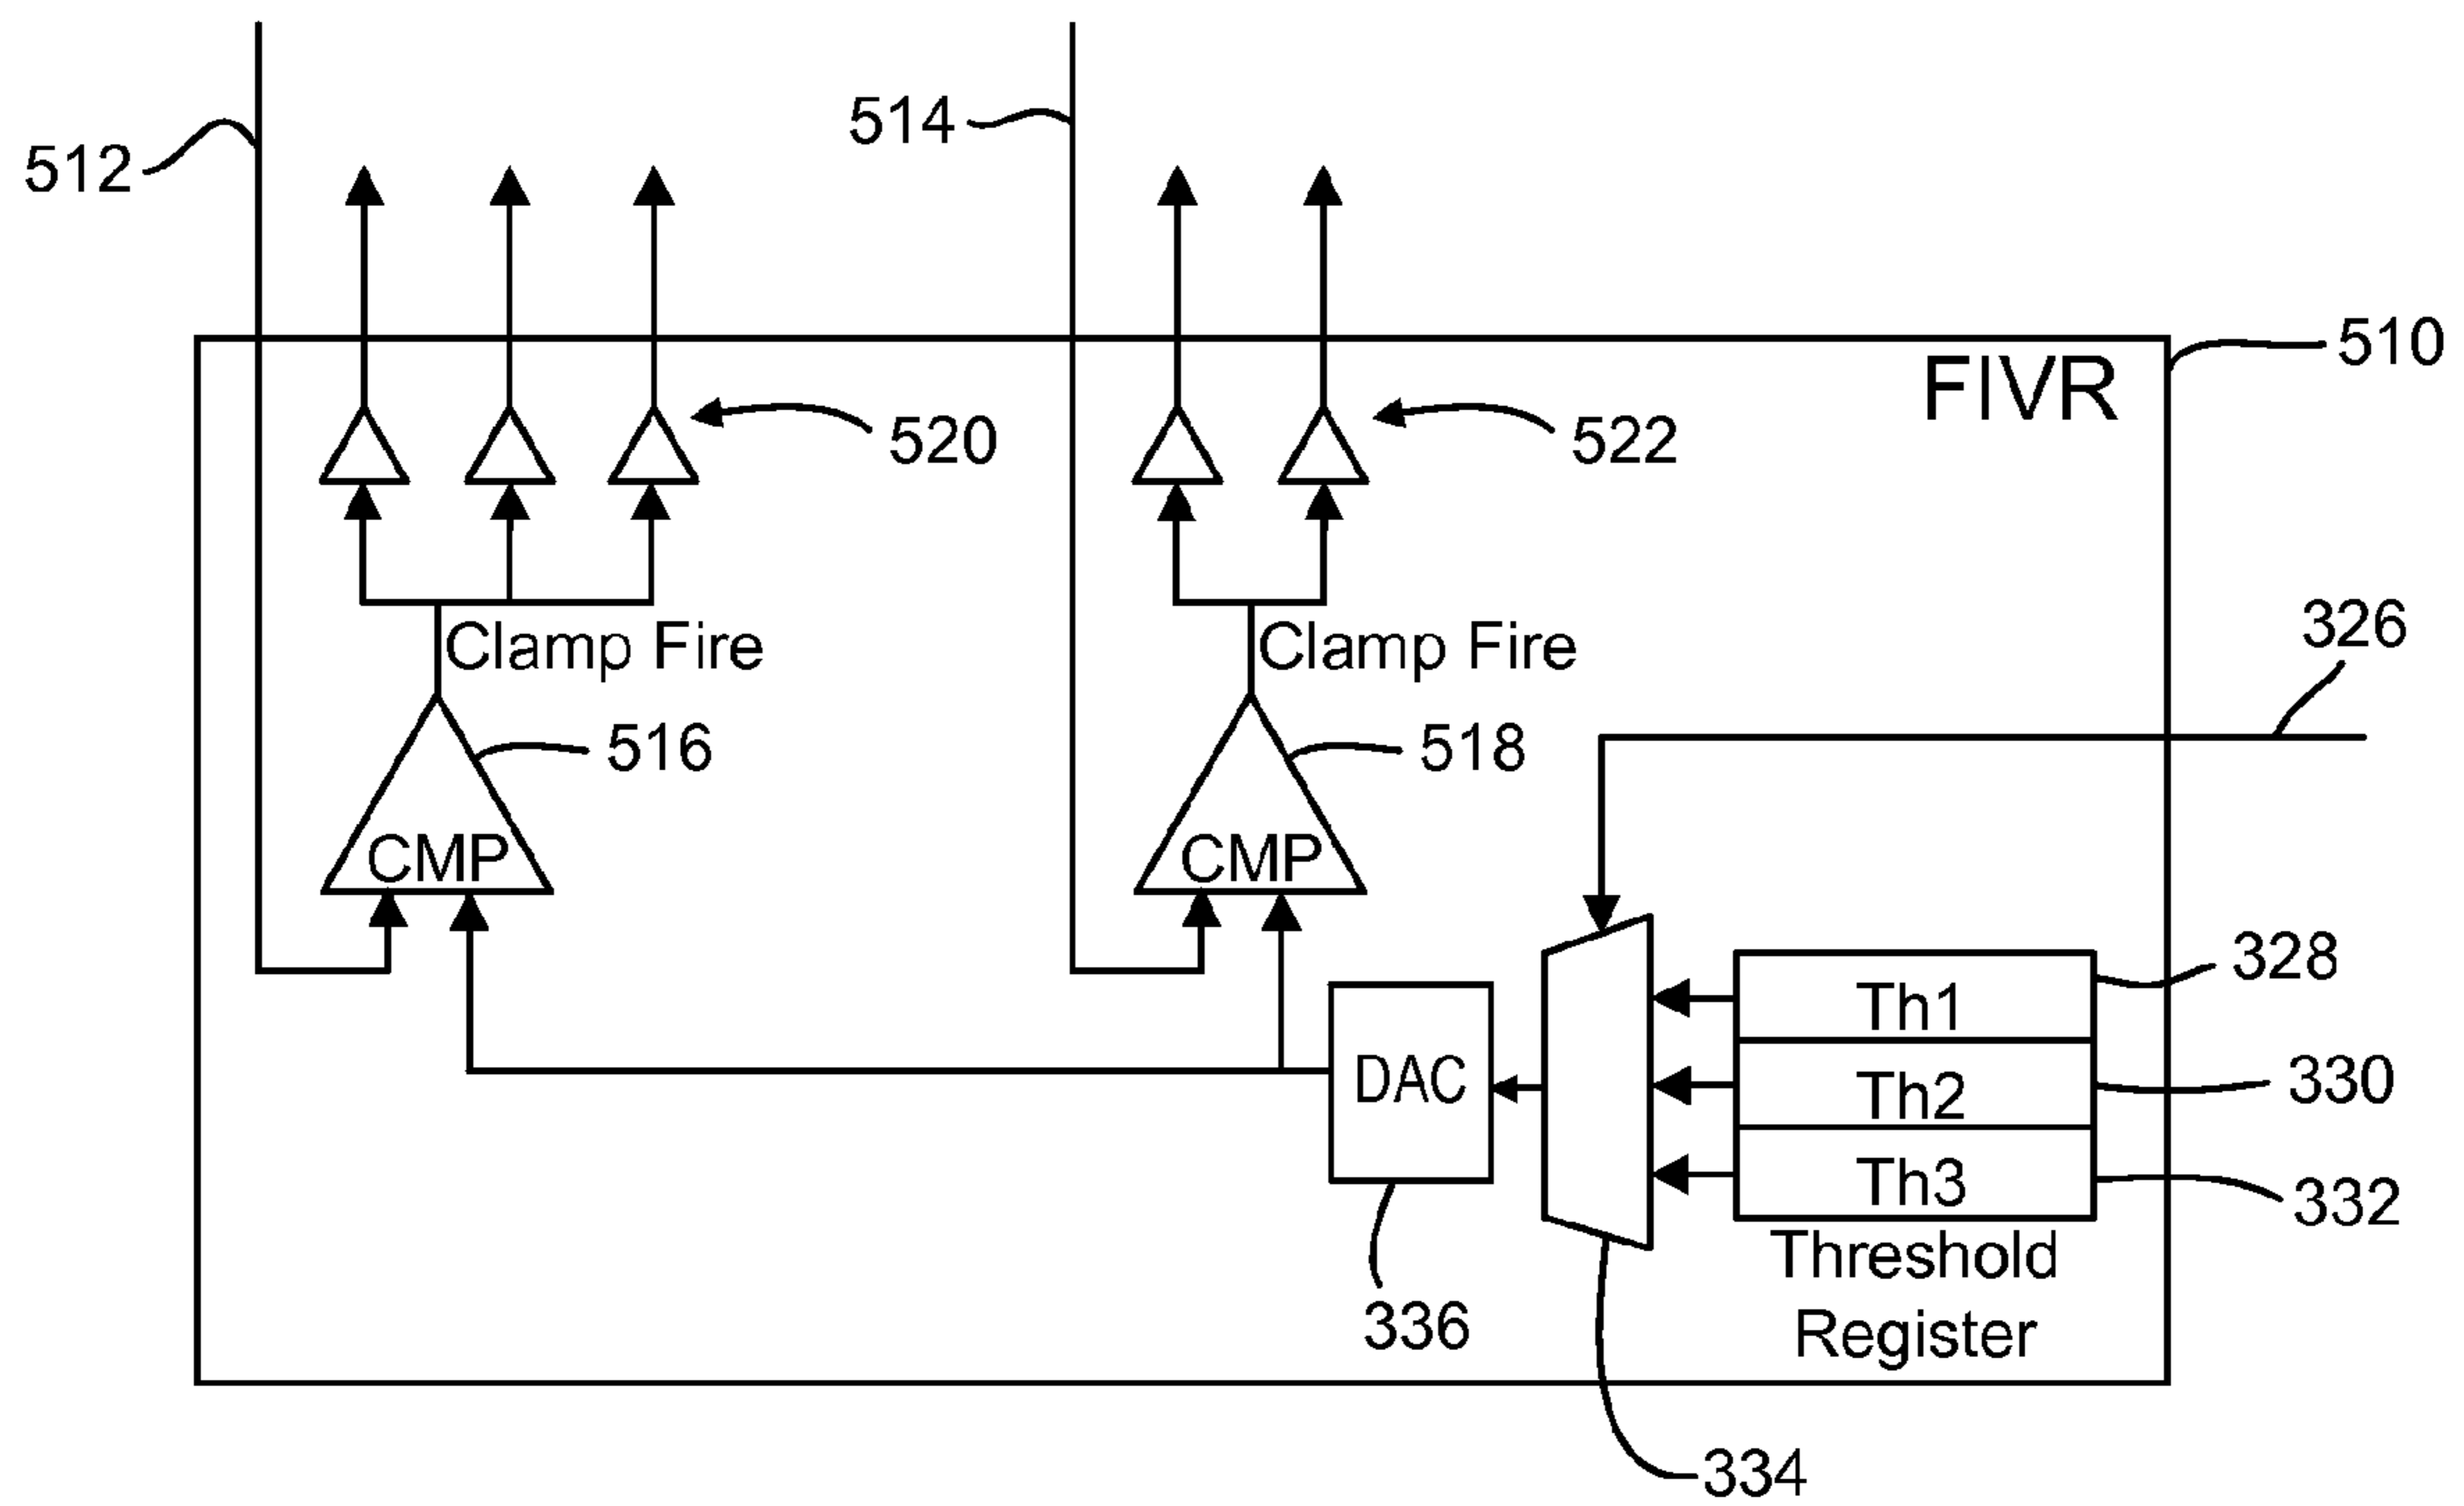 514
512
510
FIVR
520
522
Clamp Fire
Clamp Fire
326
516
518
CMP
CMP
328
Th1
DAC
Th2
330
Th3
332
Threshold
Register
336
334